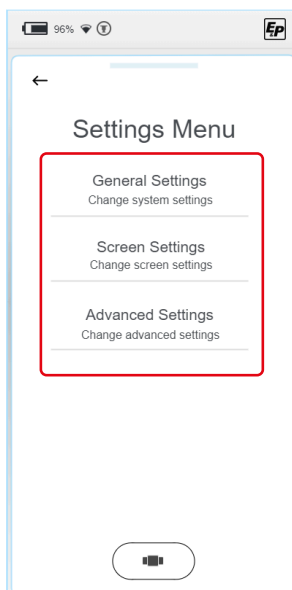 96% T EP
Settings Menu
General Settings
Change system settings
Screen Settings
Change screen settings
Advanced Settings
Change advanced settings